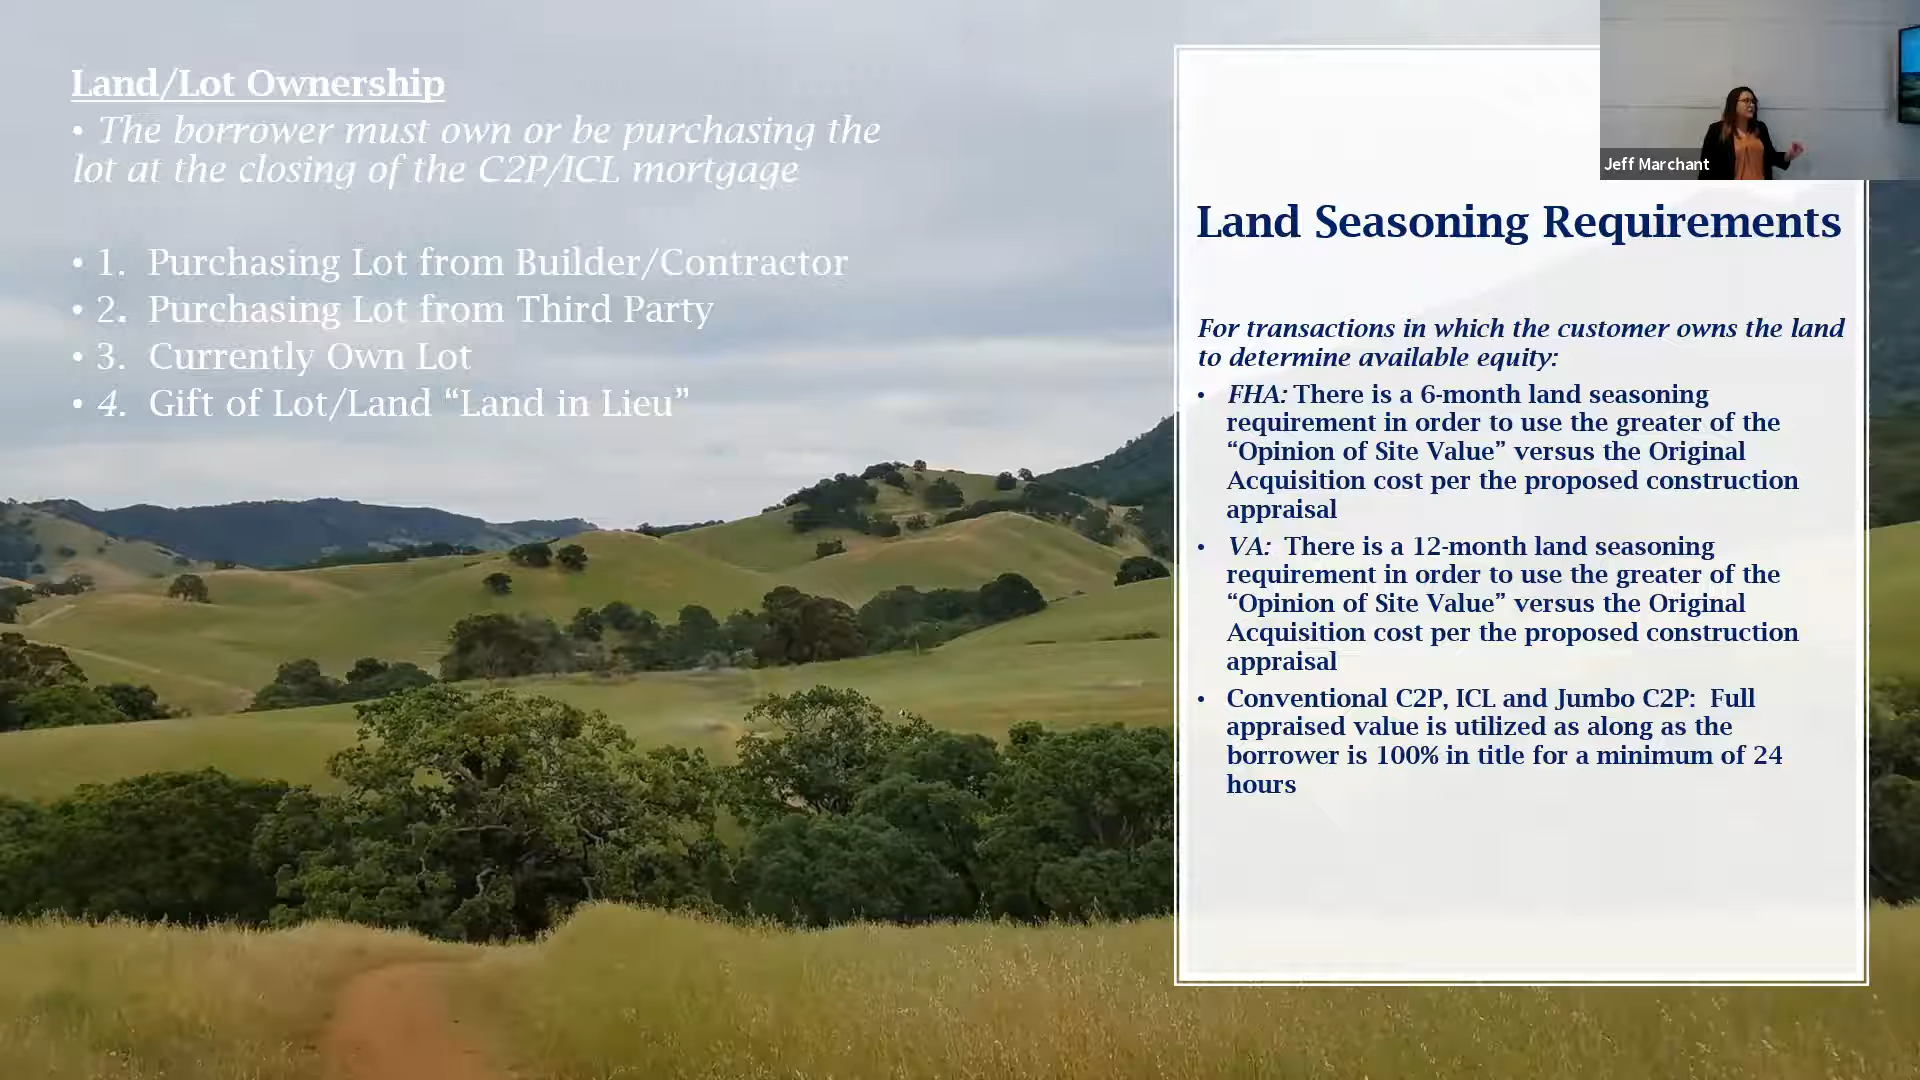 Land/Lot Ownership
• The borrower must own or be purchasing the
lot at the closing of the C2P/ICL mortgage
• 1. Purchasing Lot from Builder/Contractor
• 2. Purchasing Lot from Third Party
• 3. Currently Own Lot
• 4. Gift of Lot/Land “Land in Lieu”
Jeff Marchant
Land Seasoning Requirements
For transactions in which the customer owns the land
to determine available equity:
• FHA: There is a 6-month land seasoning
requirement in order to use the greater of the
“Opinion of Site Value” versus the Original
Acquisition cost per the proposed construction
appraisal
• VA: There is a 12-month land seasoning
requirement in order to use the greater of the
“Opinion of Site Value” versus the Original
Acquisition cost per the proposed construction
appraisal
• Conventional C2P, ICL and Jumbo C2P: Full
appraised value is utilized as along as the
borrower is 100% in title for a minimum of 24
hours